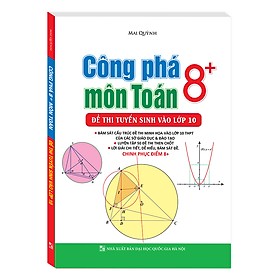 MAI QUỲNH
Công phá
môn Toán 8+
ĐỀ THI TUYỂN SINH VÀO LỚP 10
BÁM SÁT CẤU TRÚC ĐỀ THI MINH HỌA VÀO LỚP 10 THPT
CỦA CÁC SỞ GIÁO DỤC & ĐÀO TẠO
LUYỆN TẬP 50 ĐỀ THI THEN CHỐT
LỜI GIẢI CHI TIẾT, DỄ HIỂU, BÁM SÁT ĐỀ.
CHINH PHỤC ĐIỂM 8+
NHÀ XUẤT BẢN ĐẠI HỌC QUỐC GIA HÀ NỘI
CÔNG PHÁ 8+ MÔN TOÁN
ĐỀ THI TUYỂN SINH VÀO LỚP 10